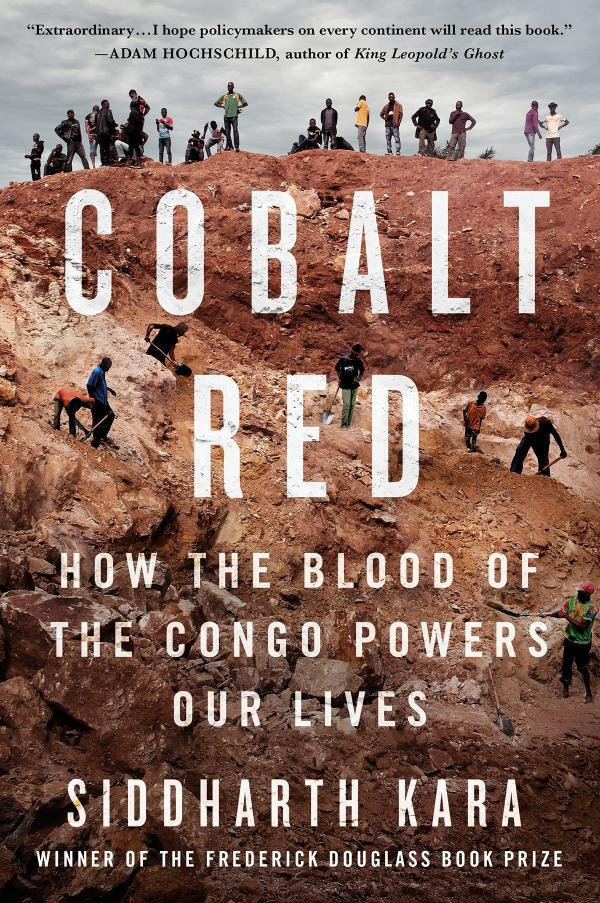 “Extraordinary...I hope policymakers on every continent will read this book.”
—ADAM HOCHSCHILD, author of King Leopold’s Ghost
COBALT
RED
HOW THE BLOOD OF
THE CONGO POWERS
OUR LIVES
SIDDHARTH KARA
WINNER OF THE FREDERICK DOUGLASS BOOK PRIZE